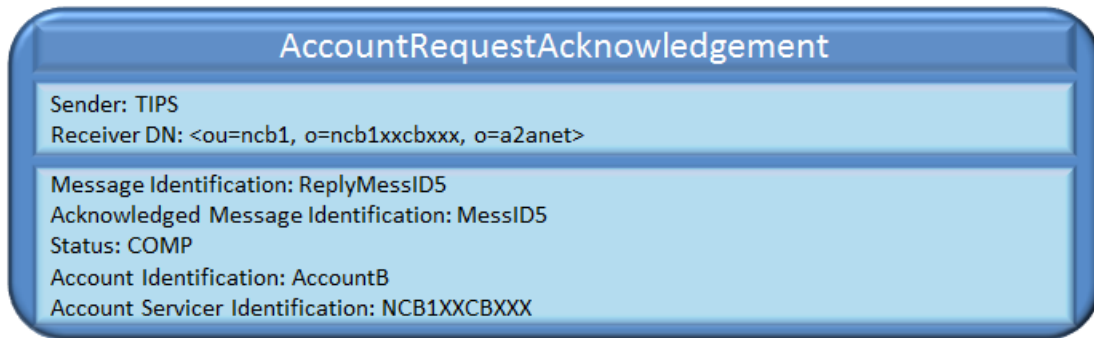 AccountRequestAcknowledgement
Sender: TIPS
Receiver DN: <ou=ncb1, o=ncb1xxcbxxx, o=a2anet>
Message Identification: ReplyMessID5
Acknowledged Message Identification: MessID5
Status: COMP
Account Identification: AccountB
Account Servicer Identification: NCB1XXCBXXX